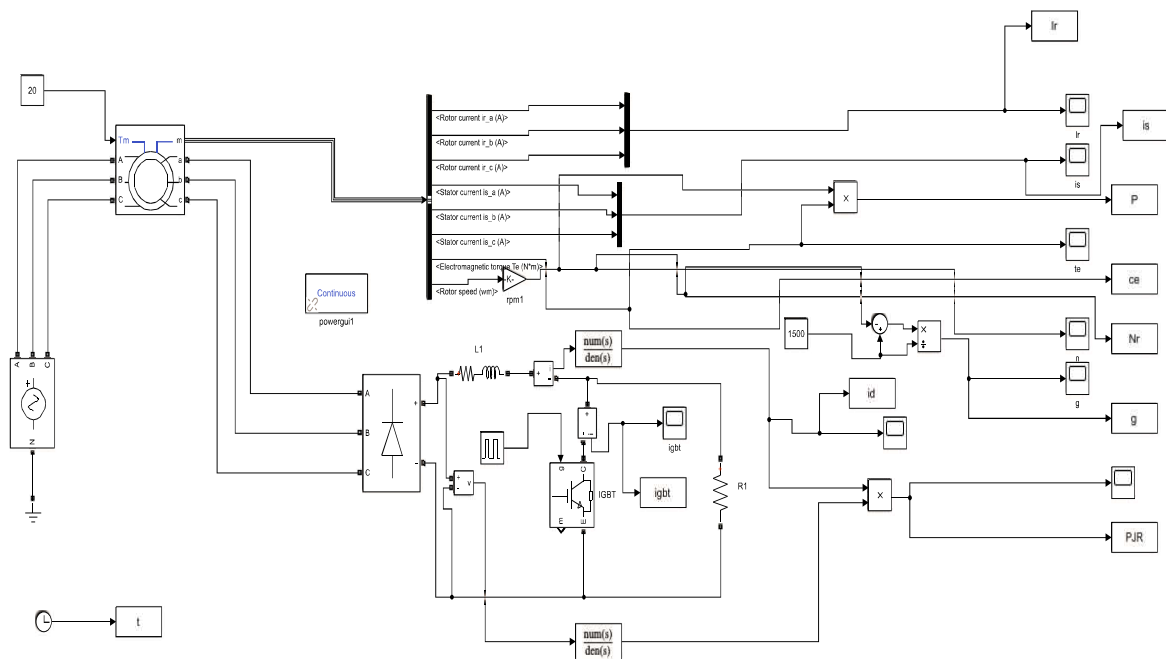 Ir
20
<Rotor current ir_a (A)>
Ir
is
Tm
m
<Rotor current ir_b (A)>
A
a
<Rotor current ir_c (A)>
B
b
is
C
c
<Stator current is_a (A)>
×
P
<Stator current is_b (A)>
<Stator current is_c (A)>
te
<Electromagnetic torque Te (N*m)>
-K-
ce
<Rotor speed (wm)>
rpm1
Continuous
powergui1
1500
-
+
×
÷
n
Nr
L1
num(s)
den(s)
A
B
C
+
i
-
g
id
g
A
+
+
-
i
B
igbt
g
C
N
C
-
+
-
v
IGBT
igbt
R1
m
E
×
PJR
t
num(s)
den(s)